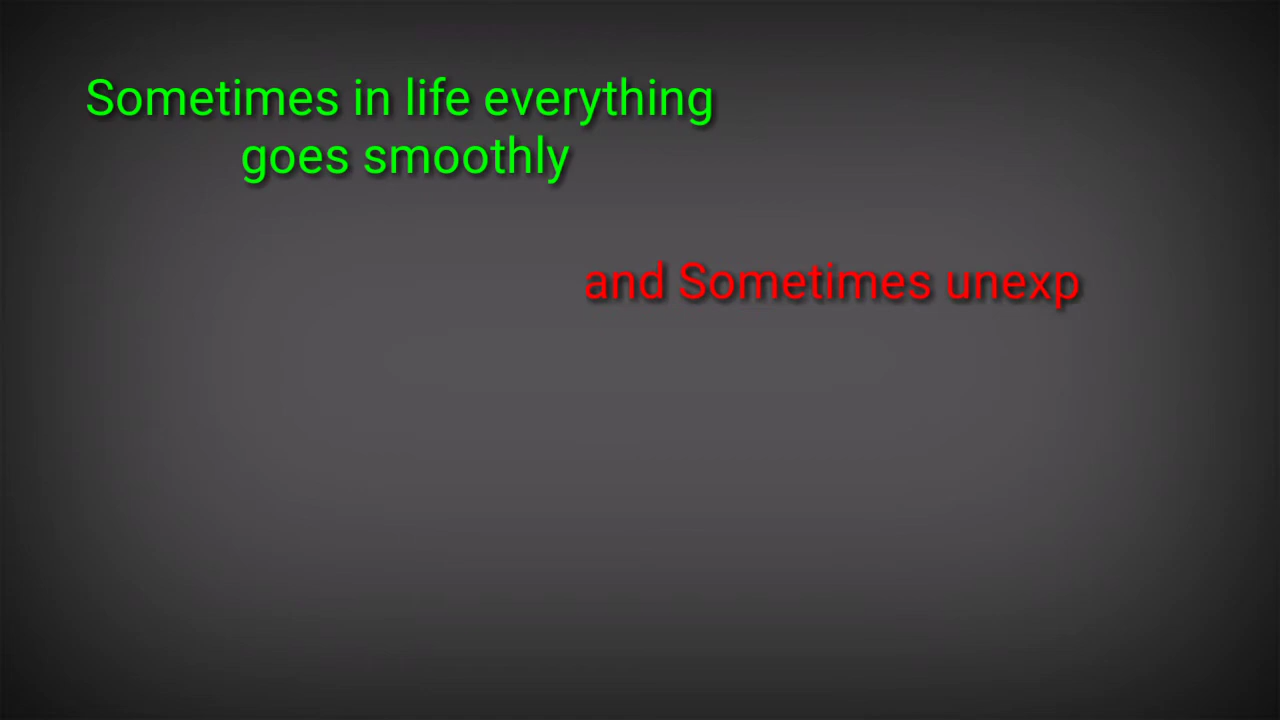 Sometimes in life everything
goes smoothly
and Sometimes unexp